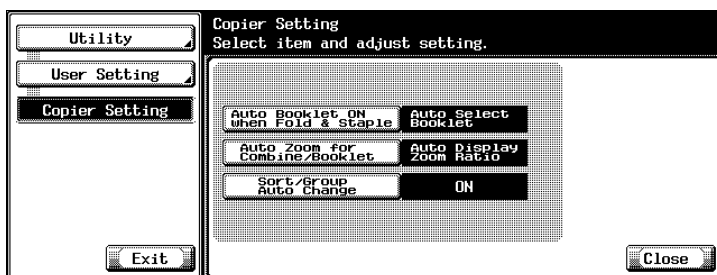 Utility
User Setting
Copier Setting
Exit
Copier Setting
Select item and adjust setting.
Auto Booklet ON
when Fold & Staple
Auto Select
Booklet
Auto Zoom for
Combine/Booklet
Auto Display
Zoom Ratio
Sort/Group
Auto Change
ON
Close